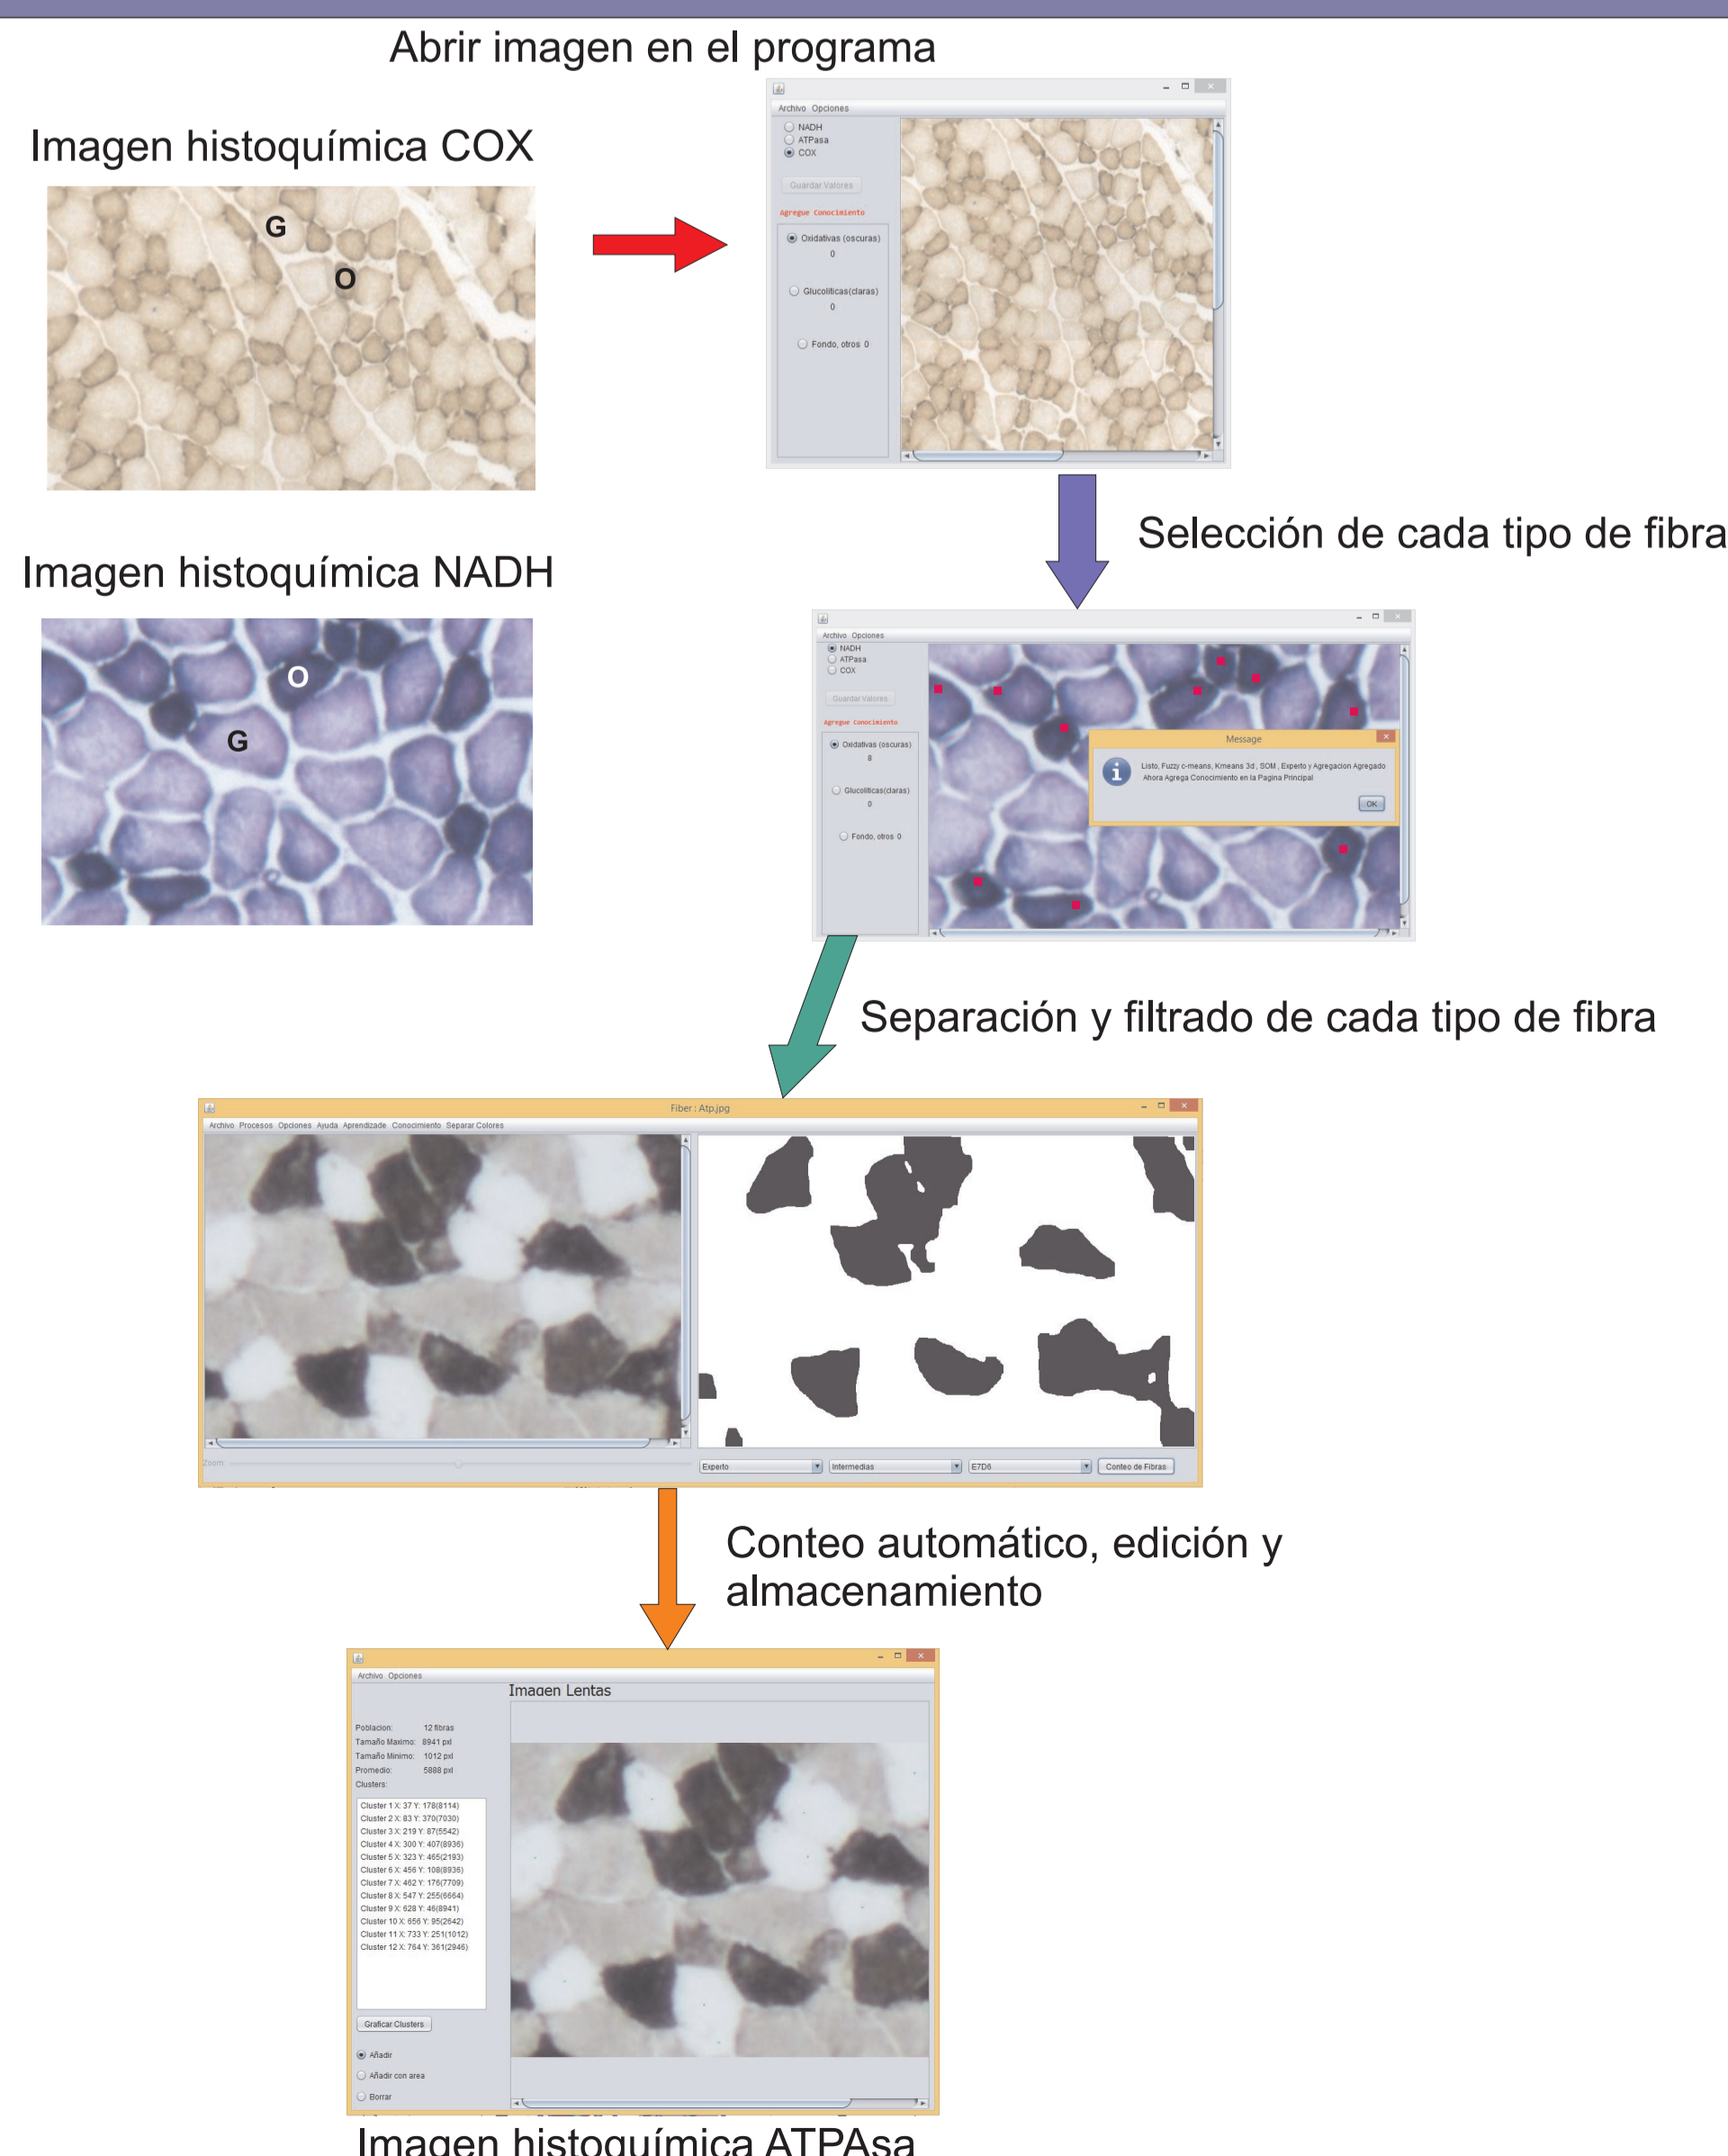 Abrir imagen en el programa
Imagen histoquímica COX
G
O
Archivo Opciones
NADH
ATPasa
COX
Guardar Valores
Agregue Conocimiento
Oxidativas (oscuras)
0
Glucolíticas(claras)
0
Fondo, otros 0
Selección de cada tipo de fibra
Imagen histoquímica NADH
O
G
Archivo Opciones
NADH
ATPasa
COX
Guardar Valores
Agregue Conocimiento
Oxidativas (oscuras)
8
Glucolíticas(claras)
0
Fondo, otros 0
Message
Listo, Fuzzy c-means, Kmeans 3d , SOM , Experto y Agregacion Agregado
Ahora Agrega Conocimiento en la Pagina Principal
OK
Separación y filtrado de cada tipo de fibra
Fiber : Atp.jpg
Archivo Procesos Opciones Ayuda Aprendizade Conocimiento Separar Colores
Zoom:
Experto
Intermedias
E7D6
Conteo de Fibras
Conteo automático, edición y
almacenamiento
Archivo Opciones
Imagen Lentas
Poblacion: 12 fibras
Tamaño Maximo: 8941 pxl
Tamaño Minimo: 1012 pxl
Promedio: 5888 pxl
Clusters:
Cluster 1 X: 37 Y: 178(8114)
Cluster 2 X: 83 Y: 370(7030)
Cluster 3 X: 219 Y: 87(5542)
Cluster 4 X: 300 Y: 407(8936)
Cluster 5 X: 323 Y: 465(2193)
Cluster 6 X: 456 Y: 108(8936)
Cluster 7 X: 462 Y: 176(7709)
Cluster 8 X: 547 Y: 255(6664)
Cluster 9 X: 628 Y: 46(8941)
Cluster 10 X: 656 Y: 95(2642)
Cluster 11 X: 733 Y: 251(1012)
Cluster 12 X: 764 Y: 361(2946)
Graficar Clusters
Añadir
Añadir con area
Borrar
Imagen histoquímica ATPAsa